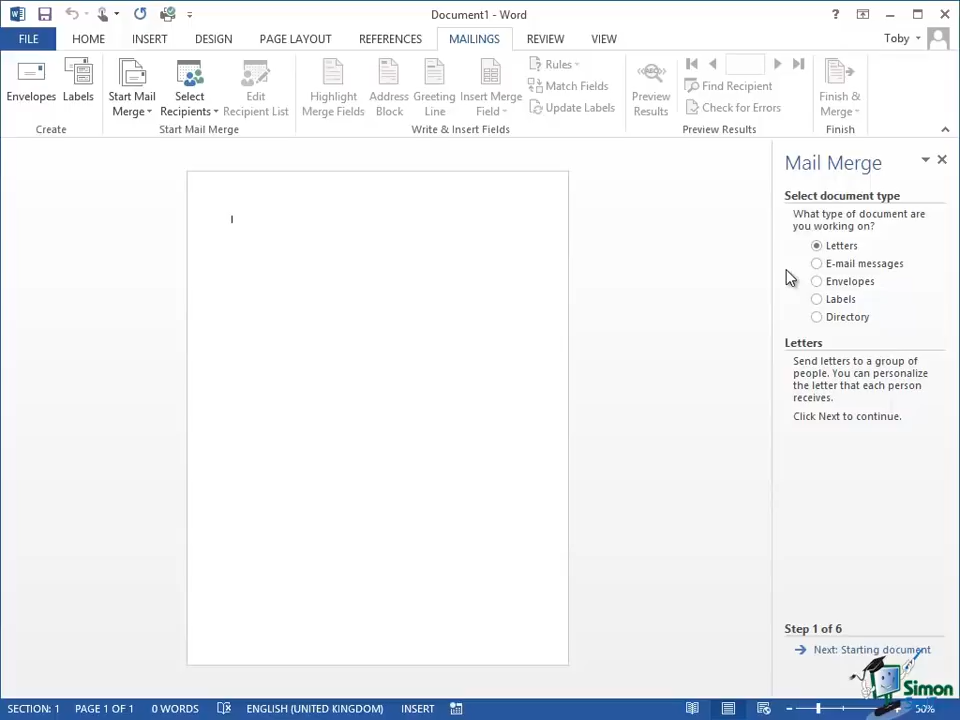 Document1 - Word
FILE HOME INSERT DESIGN PAGE LAYOUT REFERENCES MAILINGS REVIEW VIEW Toby
Envelopes Labels
Create
Start Mail Merge
Select Recipients
Edit Recipient List
Start Mail Merge
Highlight Merge Fields
Address Block
Greeting Line
Insert Merge Field
Rules
Match Fields
Update Labels
Write & Insert Fields
Preview Results
Find Recipient
Check for Errors
Preview Results
Finish & Merge
Finish
Mail Merge
Select document type
What type of document are
you working on?
Letters
E-mail messages
Envelopes
Labels
Directory
Letters
Send letters to a group of
people. You can personalize
the letter that each person
receives.
Click Next to continue.
Step 1 of 6
Next: Starting document
Simon
SECTION: 1 PAGE 1 OF 1 0 WORDS ENGLISH (UNITED KINGDOM) INSERT 50%